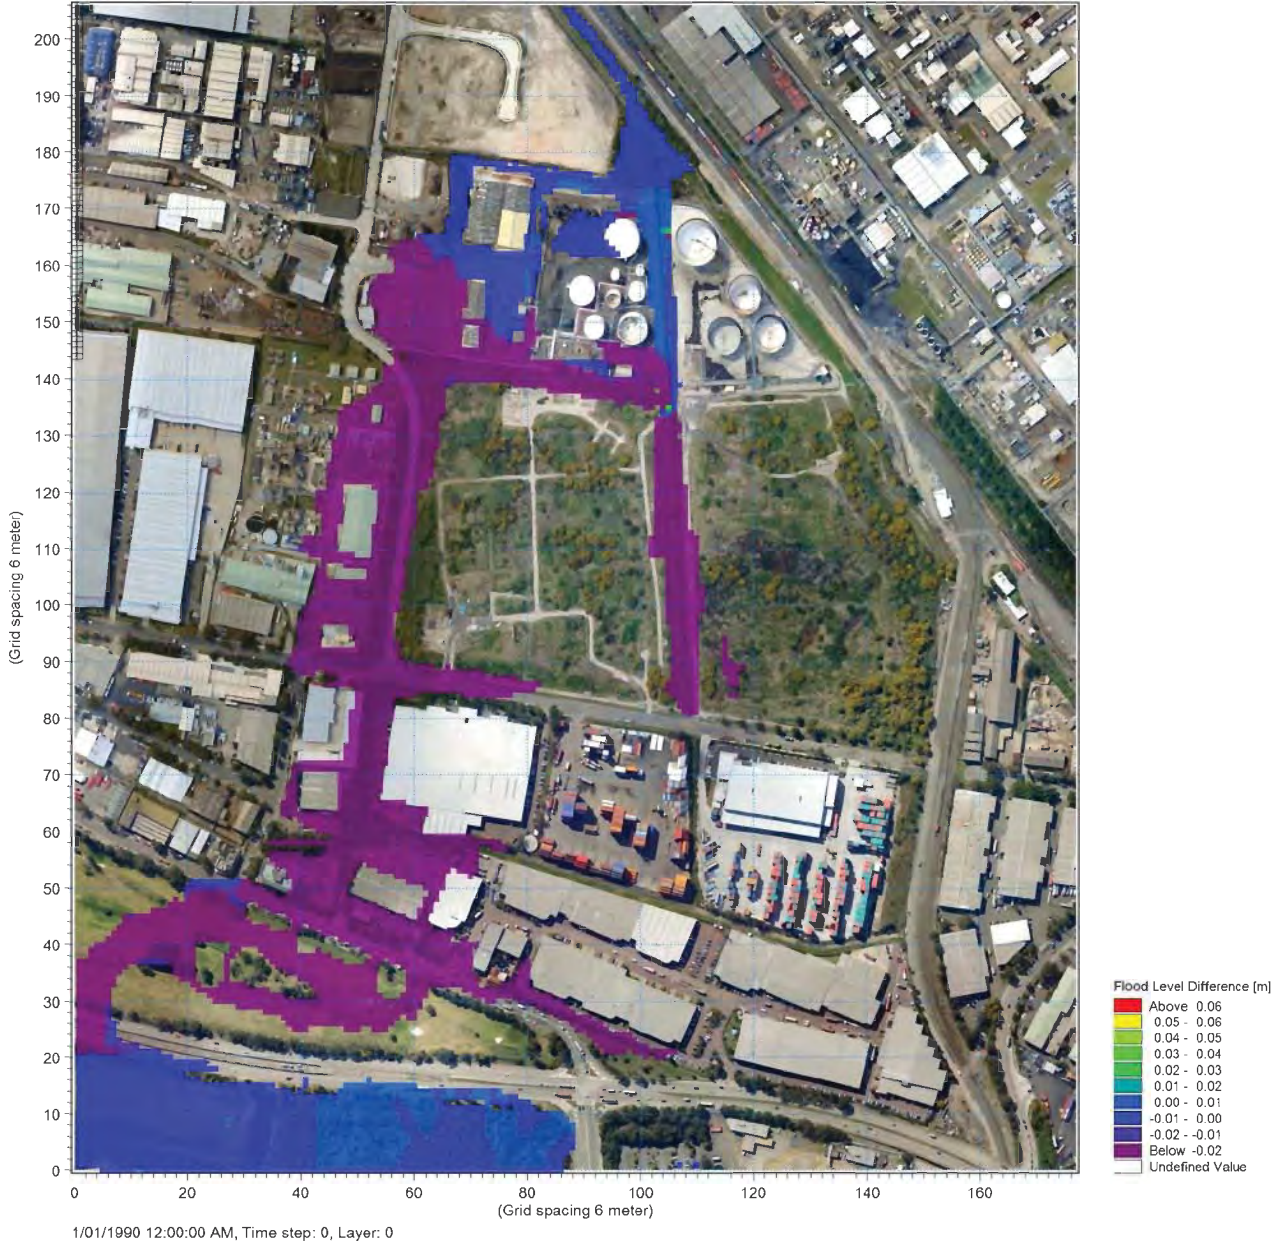 200
190
180
170
160
150
140
130
120
110
100
90
80
70
60
50
40
30
20
10
0
(Grid spacing 6 meter)
0 20 40 60 80 100 120 140 160
(Grid spacing 6 meter)
1/01/1990 12:00:00 AM, Time step: 0, Layer: 0
Flood Level Difference [m]
Above 0.06
0.05 - 0.06
0.04 - 0.05
0.03 - 0.04
0.02 - 0.03
0.01 - 0.02
0.00 - 0.01
-0.01 - 0.00
-0.02 - -0.01
Below -0.02
Undefined Value